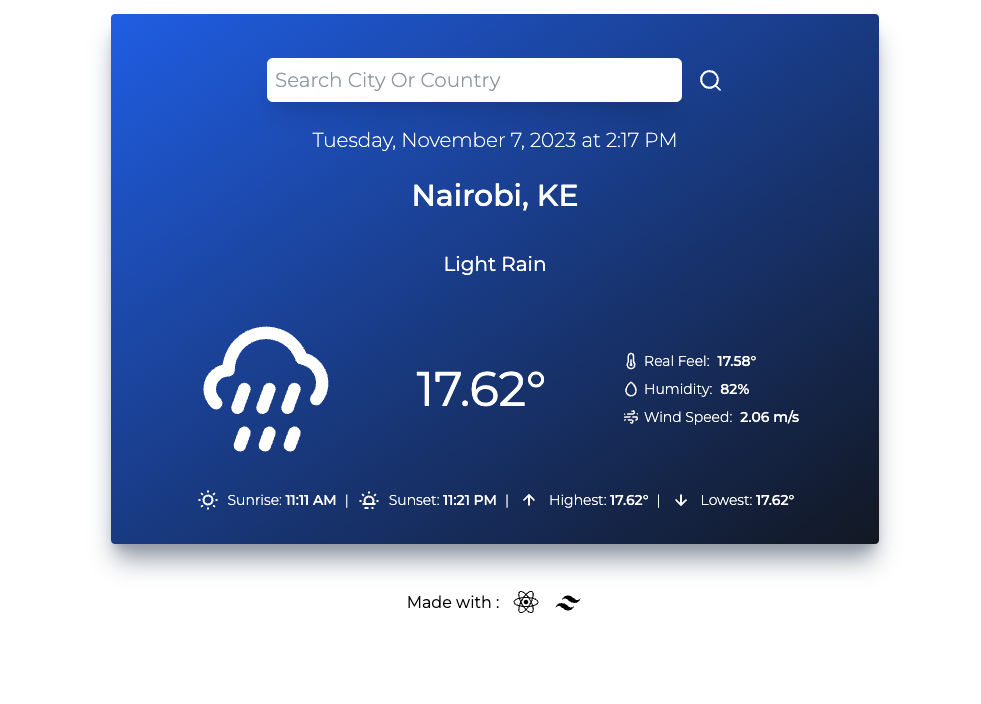 Search City Or Country
Tuesday, November 7, 2023 at 2:17 PM
Nairobi, KE
Light Rain
17.62°
Real Feel: 17.58°
Humidity: 82%
Wind Speed: 2.06 m/s
Sunrise: 11:11 AM | Sunset: 11:21 PM | Highest: 17.62° | Lowest: 17.62°
Made with :